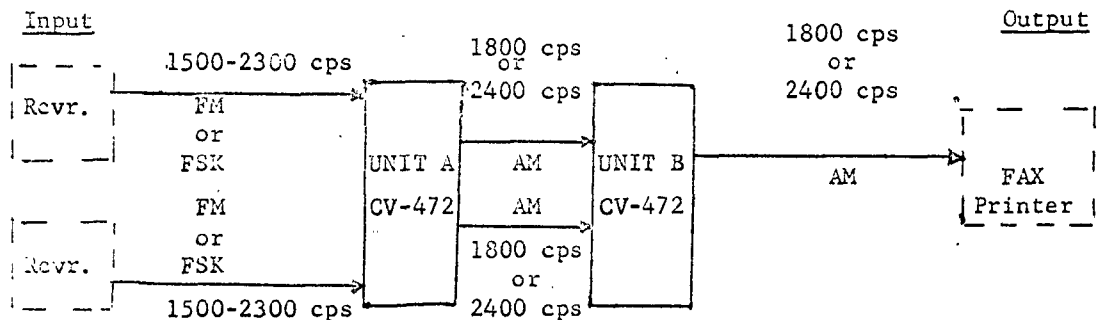 Input
Output
1500-2300 cps
1800 cps
or
2400 cps
1800 cps
or
2400 cps
Rcvr.
FM
or
FSK
UNIT A
CV-472
AM
AM
UNIT B
CV-472
AM
FAX
Printer
FM
or
FSK
Rcvr.
1500-2300 cps
1800 cps
or
2400 cps